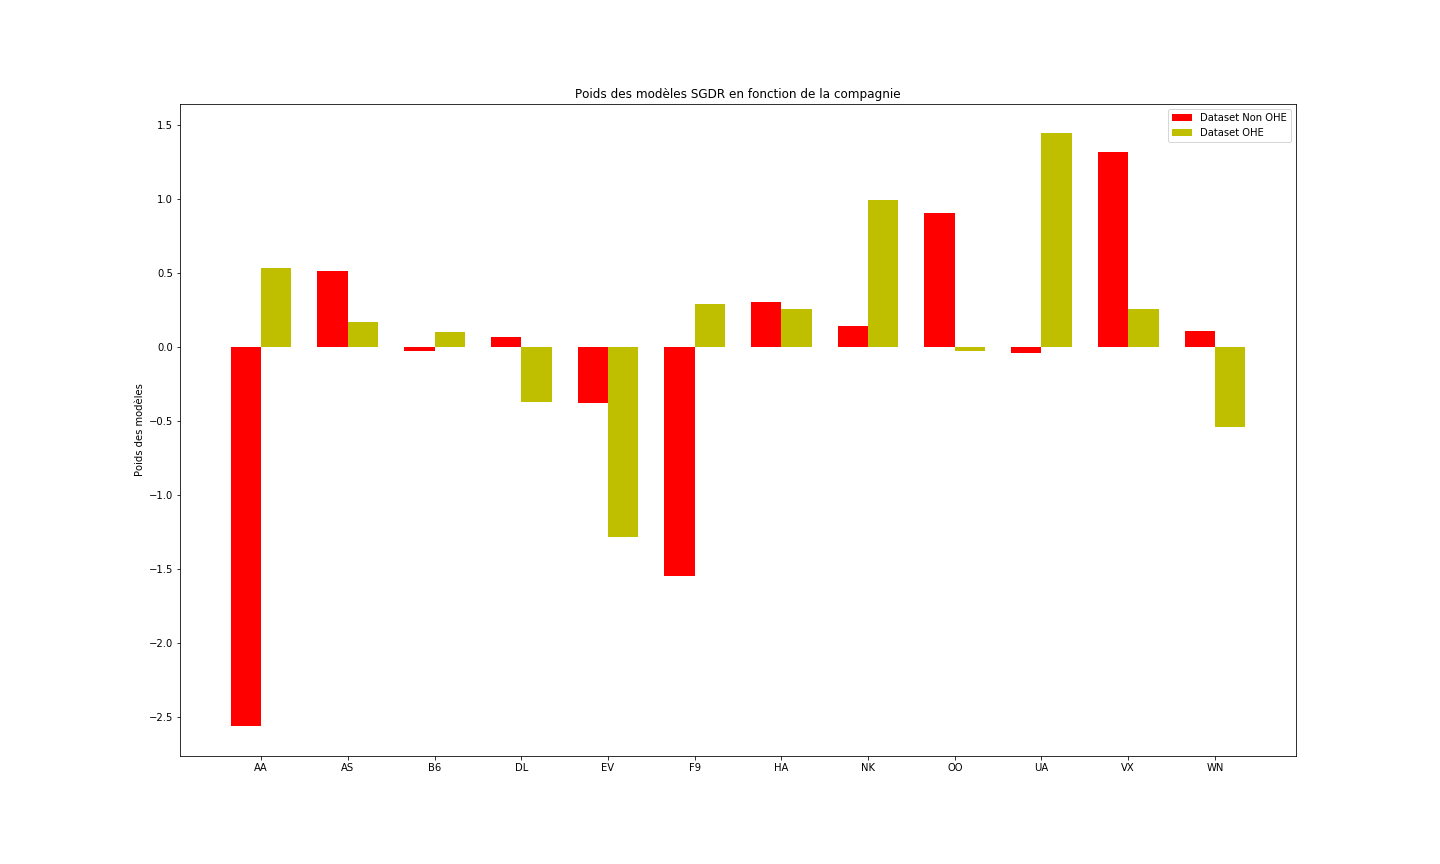 Poids des modèles SGDR en fonction de la compagnie
Dataset Non OHE
Dataset OHE
1.5
1.0
0.5
0.0
−0.5
−1.0
−1.5
−2.0
−2.5
Poids des modèles
AA AS B6 DL EV F9 HA NK OO UA VX WN